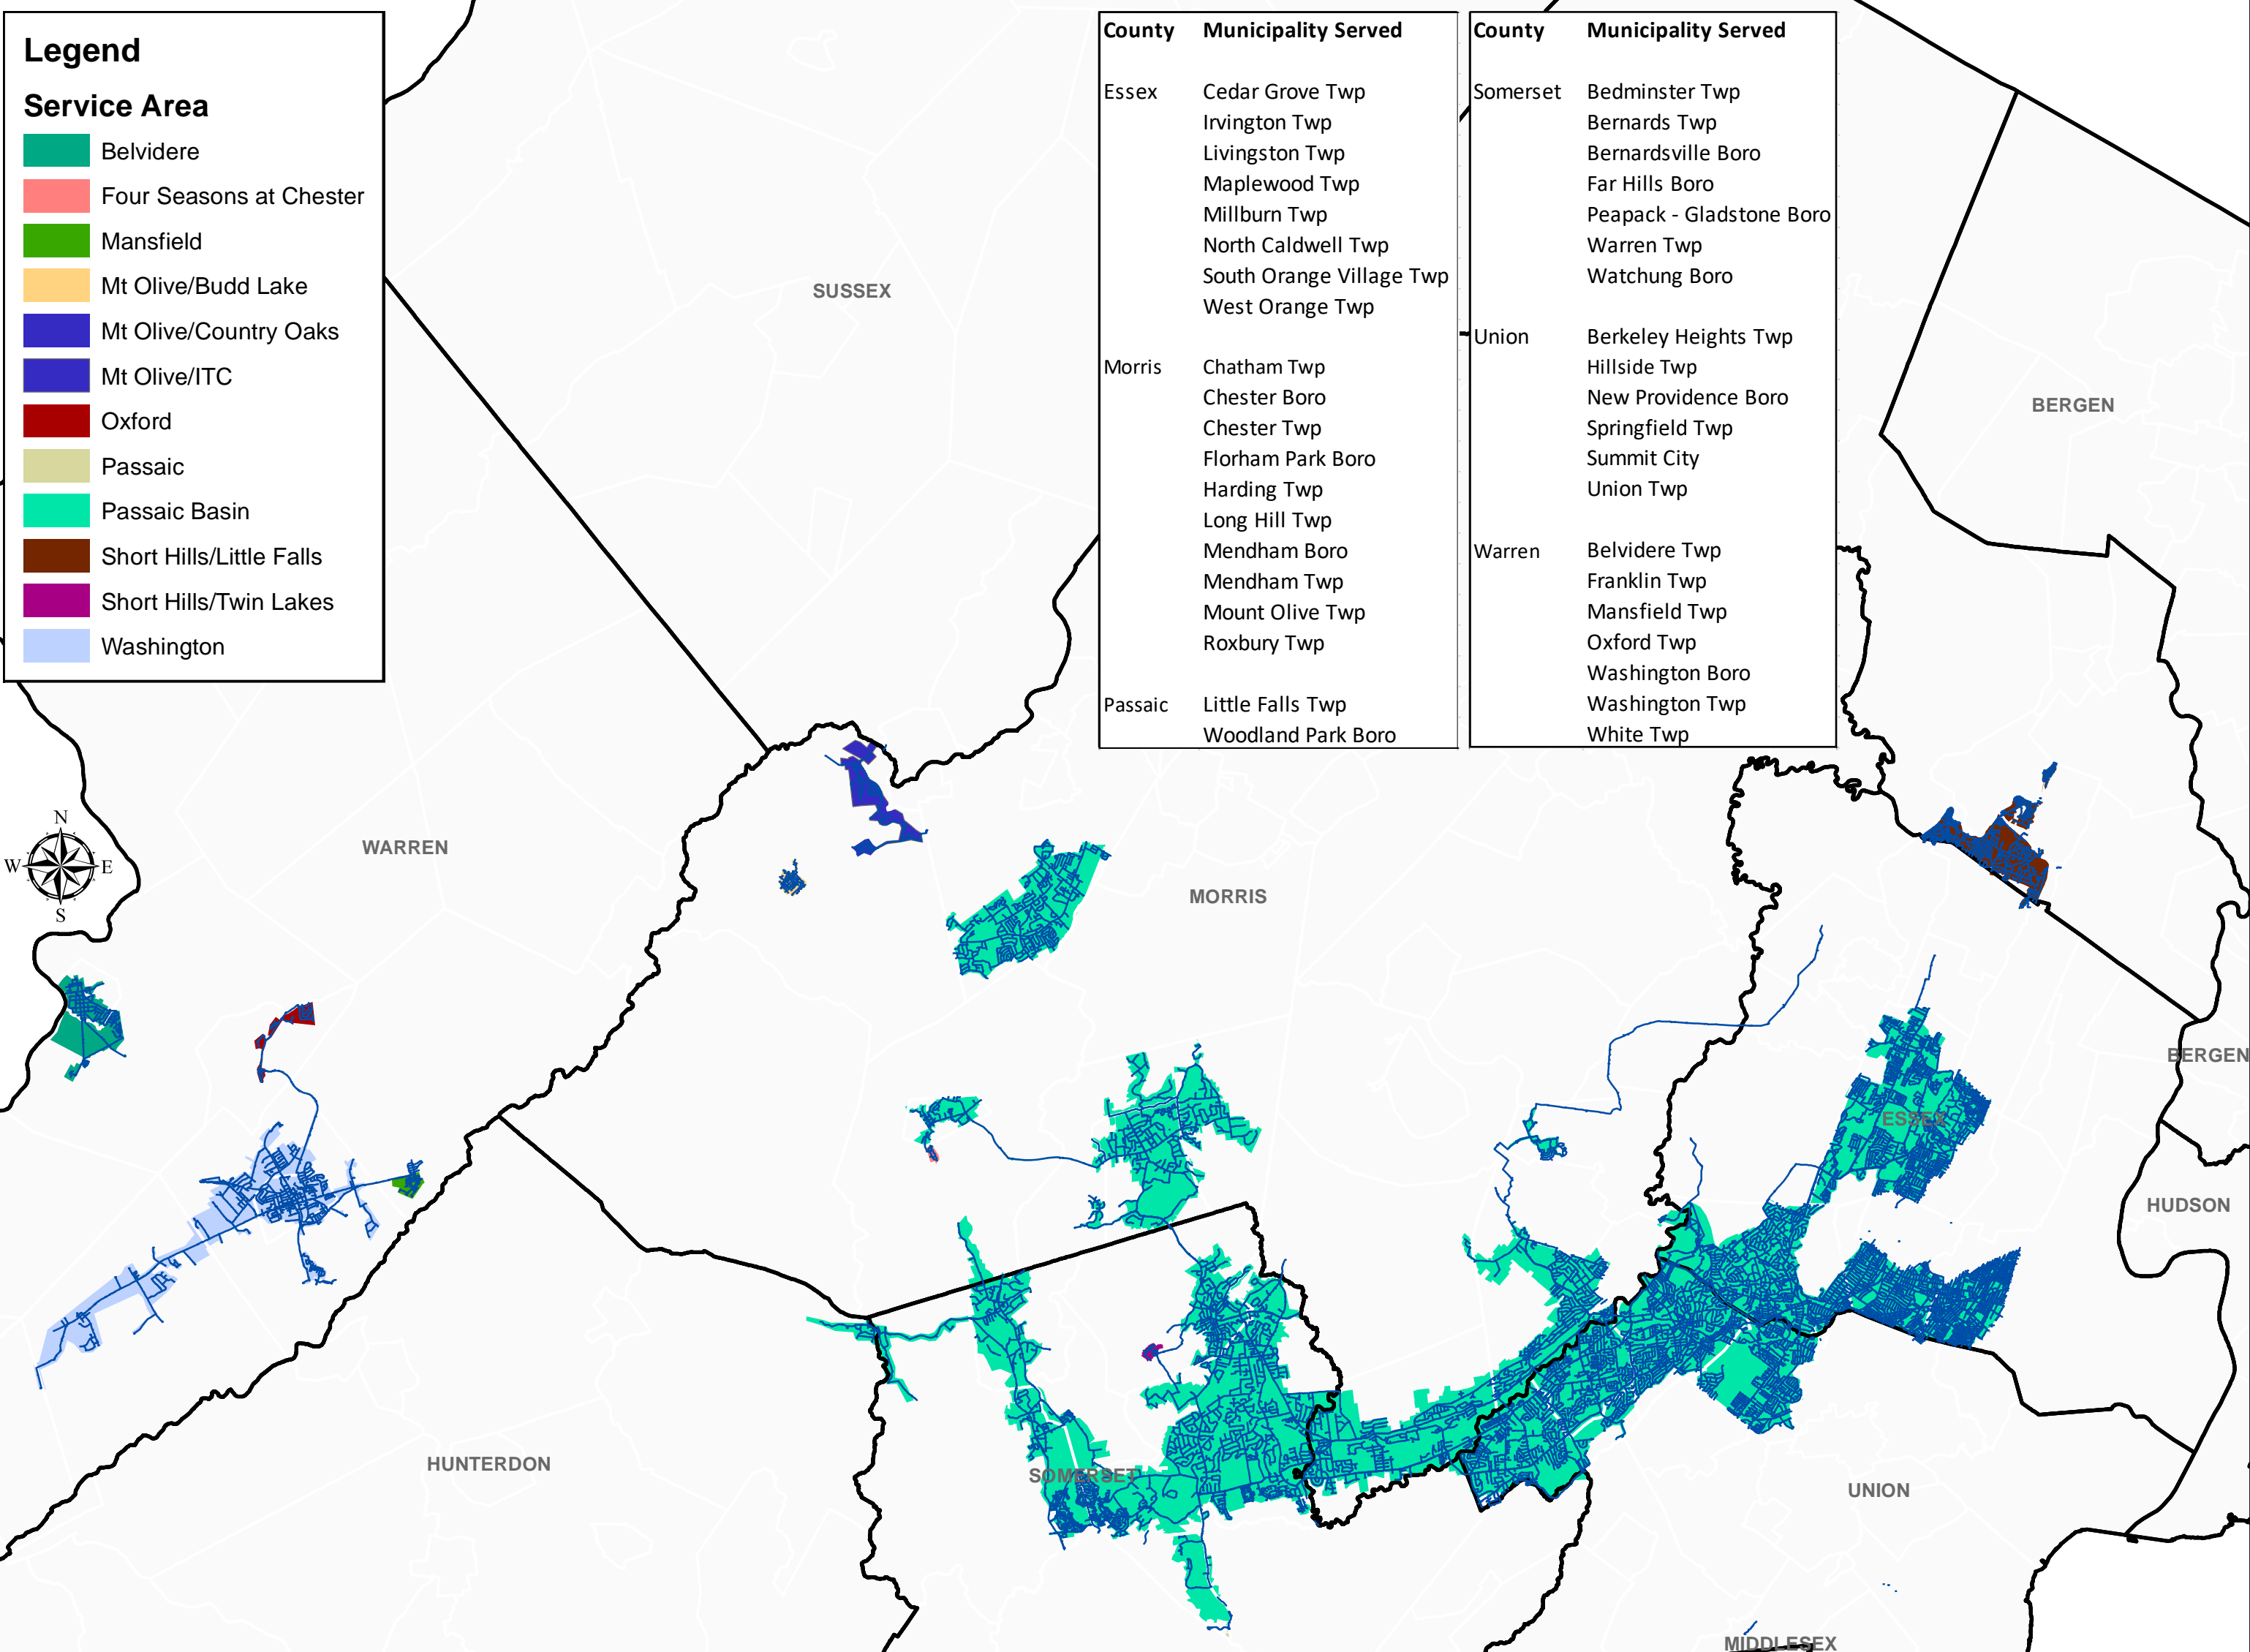 Legend
Service Area
Belvidere
Four Seasons at Chester
Mansfield
Mt Olive/Budd Lake
Mt Olive/Country Oaks
Mt Olive/ITC
Oxford
Passaic
Passaic Basin
Short Hills/Little Falls
Short Hills/Twin Lakes
Washington
County Municipality Served
Essex Cedar Grove Twp
Irvington Twp
Livingston Twp
Maplewood Twp
Millburn Twp
North Caldwell Twp
South Orange Village Twp
West Orange Twp
Morris Chatham Twp
Chester Boro
Chester Twp
Florham Park Boro
Harding Twp
Long Hill Twp
Mendham Boro
Mendham Twp
Mount Olive Twp
Roxbury Twp
Passaic Little Falls Twp
Woodland Park Boro
County Municipality Served
Somerset Bedminster Twp
Bernards Twp
Bernardsville Boro
Far Hills Boro
Peapack - Gladstone Boro
Warren Twp
Watchung Boro
Union Berkeley Heights Twp
Hillside Twp
New Providence Boro
Springfield Twp
Summit City
Union Twp
Warren Belvidere Twp
Franklin Twp
Mansfield Twp
Oxford Twp
Washington Boro
Washington Twp
White Twp
SUSSEX
BERGEN
N
W E
S
WARREN
MORRIS
BERGEN
ESSEX
HUDSON
HUNTERDON
SOMERSET
UNION
MIDDLESEX